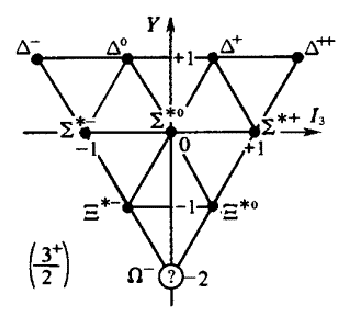 Y
Δ⁻ Δ⁰ +1 Δ⁺ Δ⁺⁺
Σ*⁻ Σ*⁰ Σ*⁺ I₃
−1 0 +1
Ξ*⁻ −1 Ξ*⁰
(3⁺/2) Ω⁻ ? −2